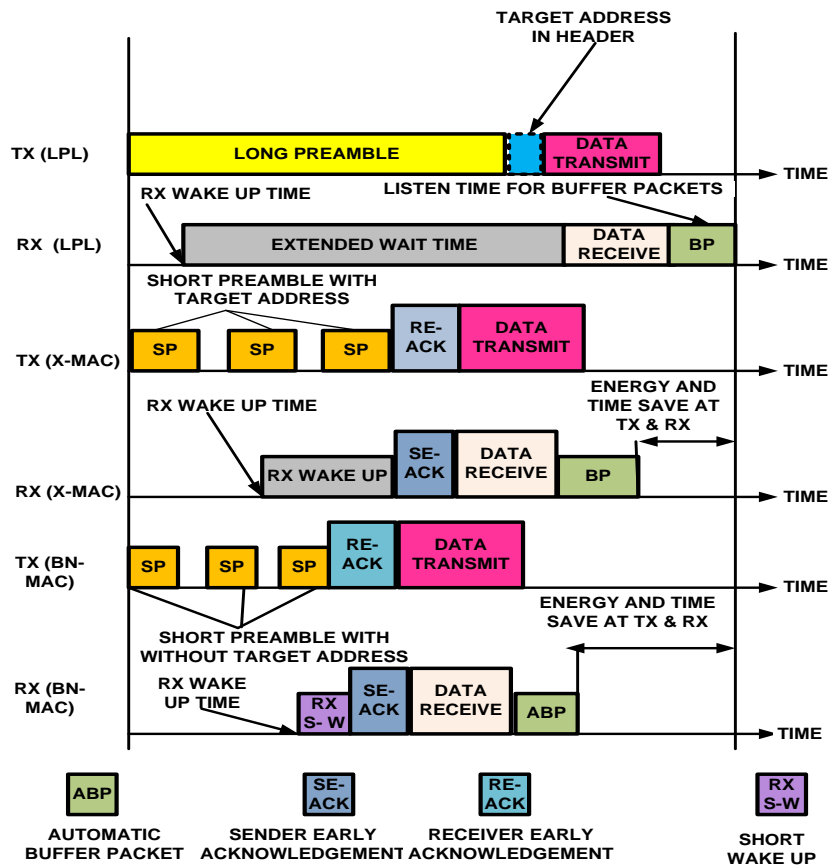 TARGET ADDRESS
IN HEADER
TX (LPL)
LONG PREAMBLE
DATA
TRANSMIT
TIME
RX WAKE UP TIME
LISTEN TIME FOR BUFFER PACKETS
RX (LPL)
EXTENDED WAIT TIME
DATA
RECEIVE
BP
TIME
SHORT PREAMBLE WITH
TARGET ADDRESS
TX (X-MAC)
SP
SP
SP
RE-
ACK
DATA
TRANSMIT
TIME
RX WAKE UP TIME
ENERGY AND
TIME SAVE AT
TX & RX
RX (X-MAC)
RX WAKE UP
SE-
ACK
DATA
RECEIVE
BP
TIME
TX (BN-
MAC)
SP
SP
SP
RE-
ACK
DATA
TRANSMIT
TIME
SHORT PREAMBLE WITH
WITHOUT TARGET ADDRESS
ENERGY AND TIME
SAVE AT TX & RX
RX WAKE
UP TIME
RX (BN-
MAC)
RX
S- W
SE-
ACK
DATA
RECEIVE
ABP
TIME
ABP
AUTOMATIC
BUFFER PACKET
SE-
ACK
SENDER EARLY
ACKNOWLEDGEMENT
RE-
ACK
RECEIVER EARLY
ACKNOWLEDGEMENT
RX
S-W
SHORT
WAKE UP